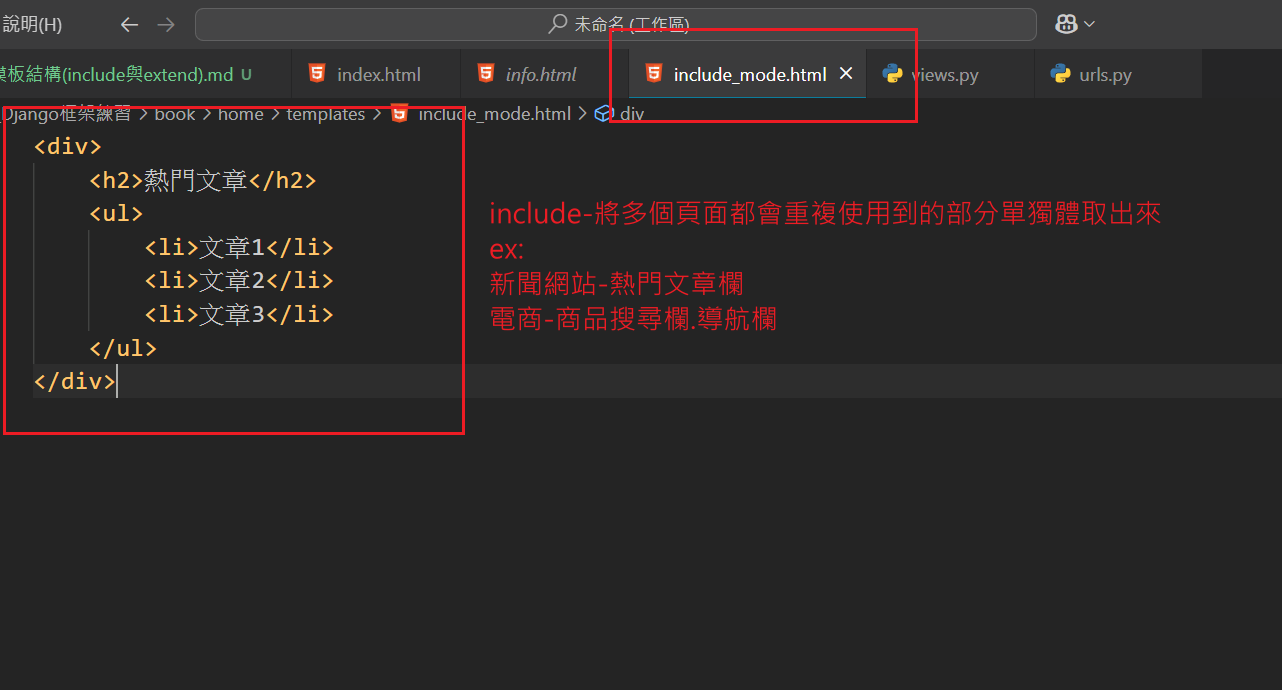 說明(H)
未命名 (工作區)
模板結構(include與extend).md U
index.html
info.html
include_mode.html
views.py
urls.py
_Django框架練習 > book > home > templates > include_mode.html > div
<div>
<h2>熱門文章</h2>
<ul>
<li>文章1</li>
<li>文章2</li>
<li>文章3</li>
</ul>
</div>
include-將多個頁面都會重複使用到的部分單獨體取出來
ex:
新聞網站-熱門文章欄
電商-商品搜尋欄.導航欄